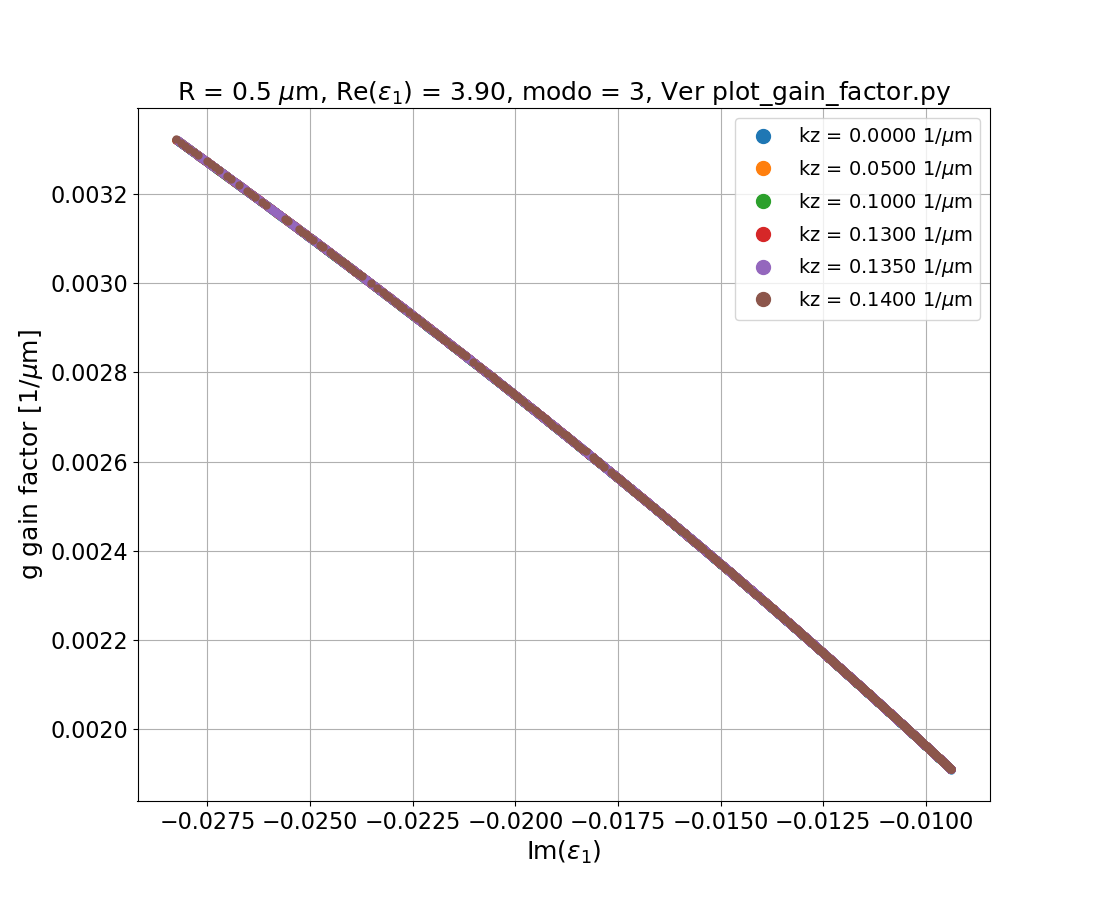 R = 0.5 μm, Re(ε₁) = 3.90, modo = 3, Ver plot_gain_factor.py
kz = 0.0000 1/μm
kz = 0.0500 1/μm
kz = 0.1000 1/μm
kz = 0.1300 1/μm
kz = 0.1350 1/μm
kz = 0.1400 1/μm
g gain factor [1/μm]
0.0032
0.0030
0.0028
0.0026
0.0024
0.0022
0.0020
−0.0275 −0.0250 −0.0225 −0.0200 −0.0175 −0.0150 −0.0125 −0.0100
Im(ε₁)